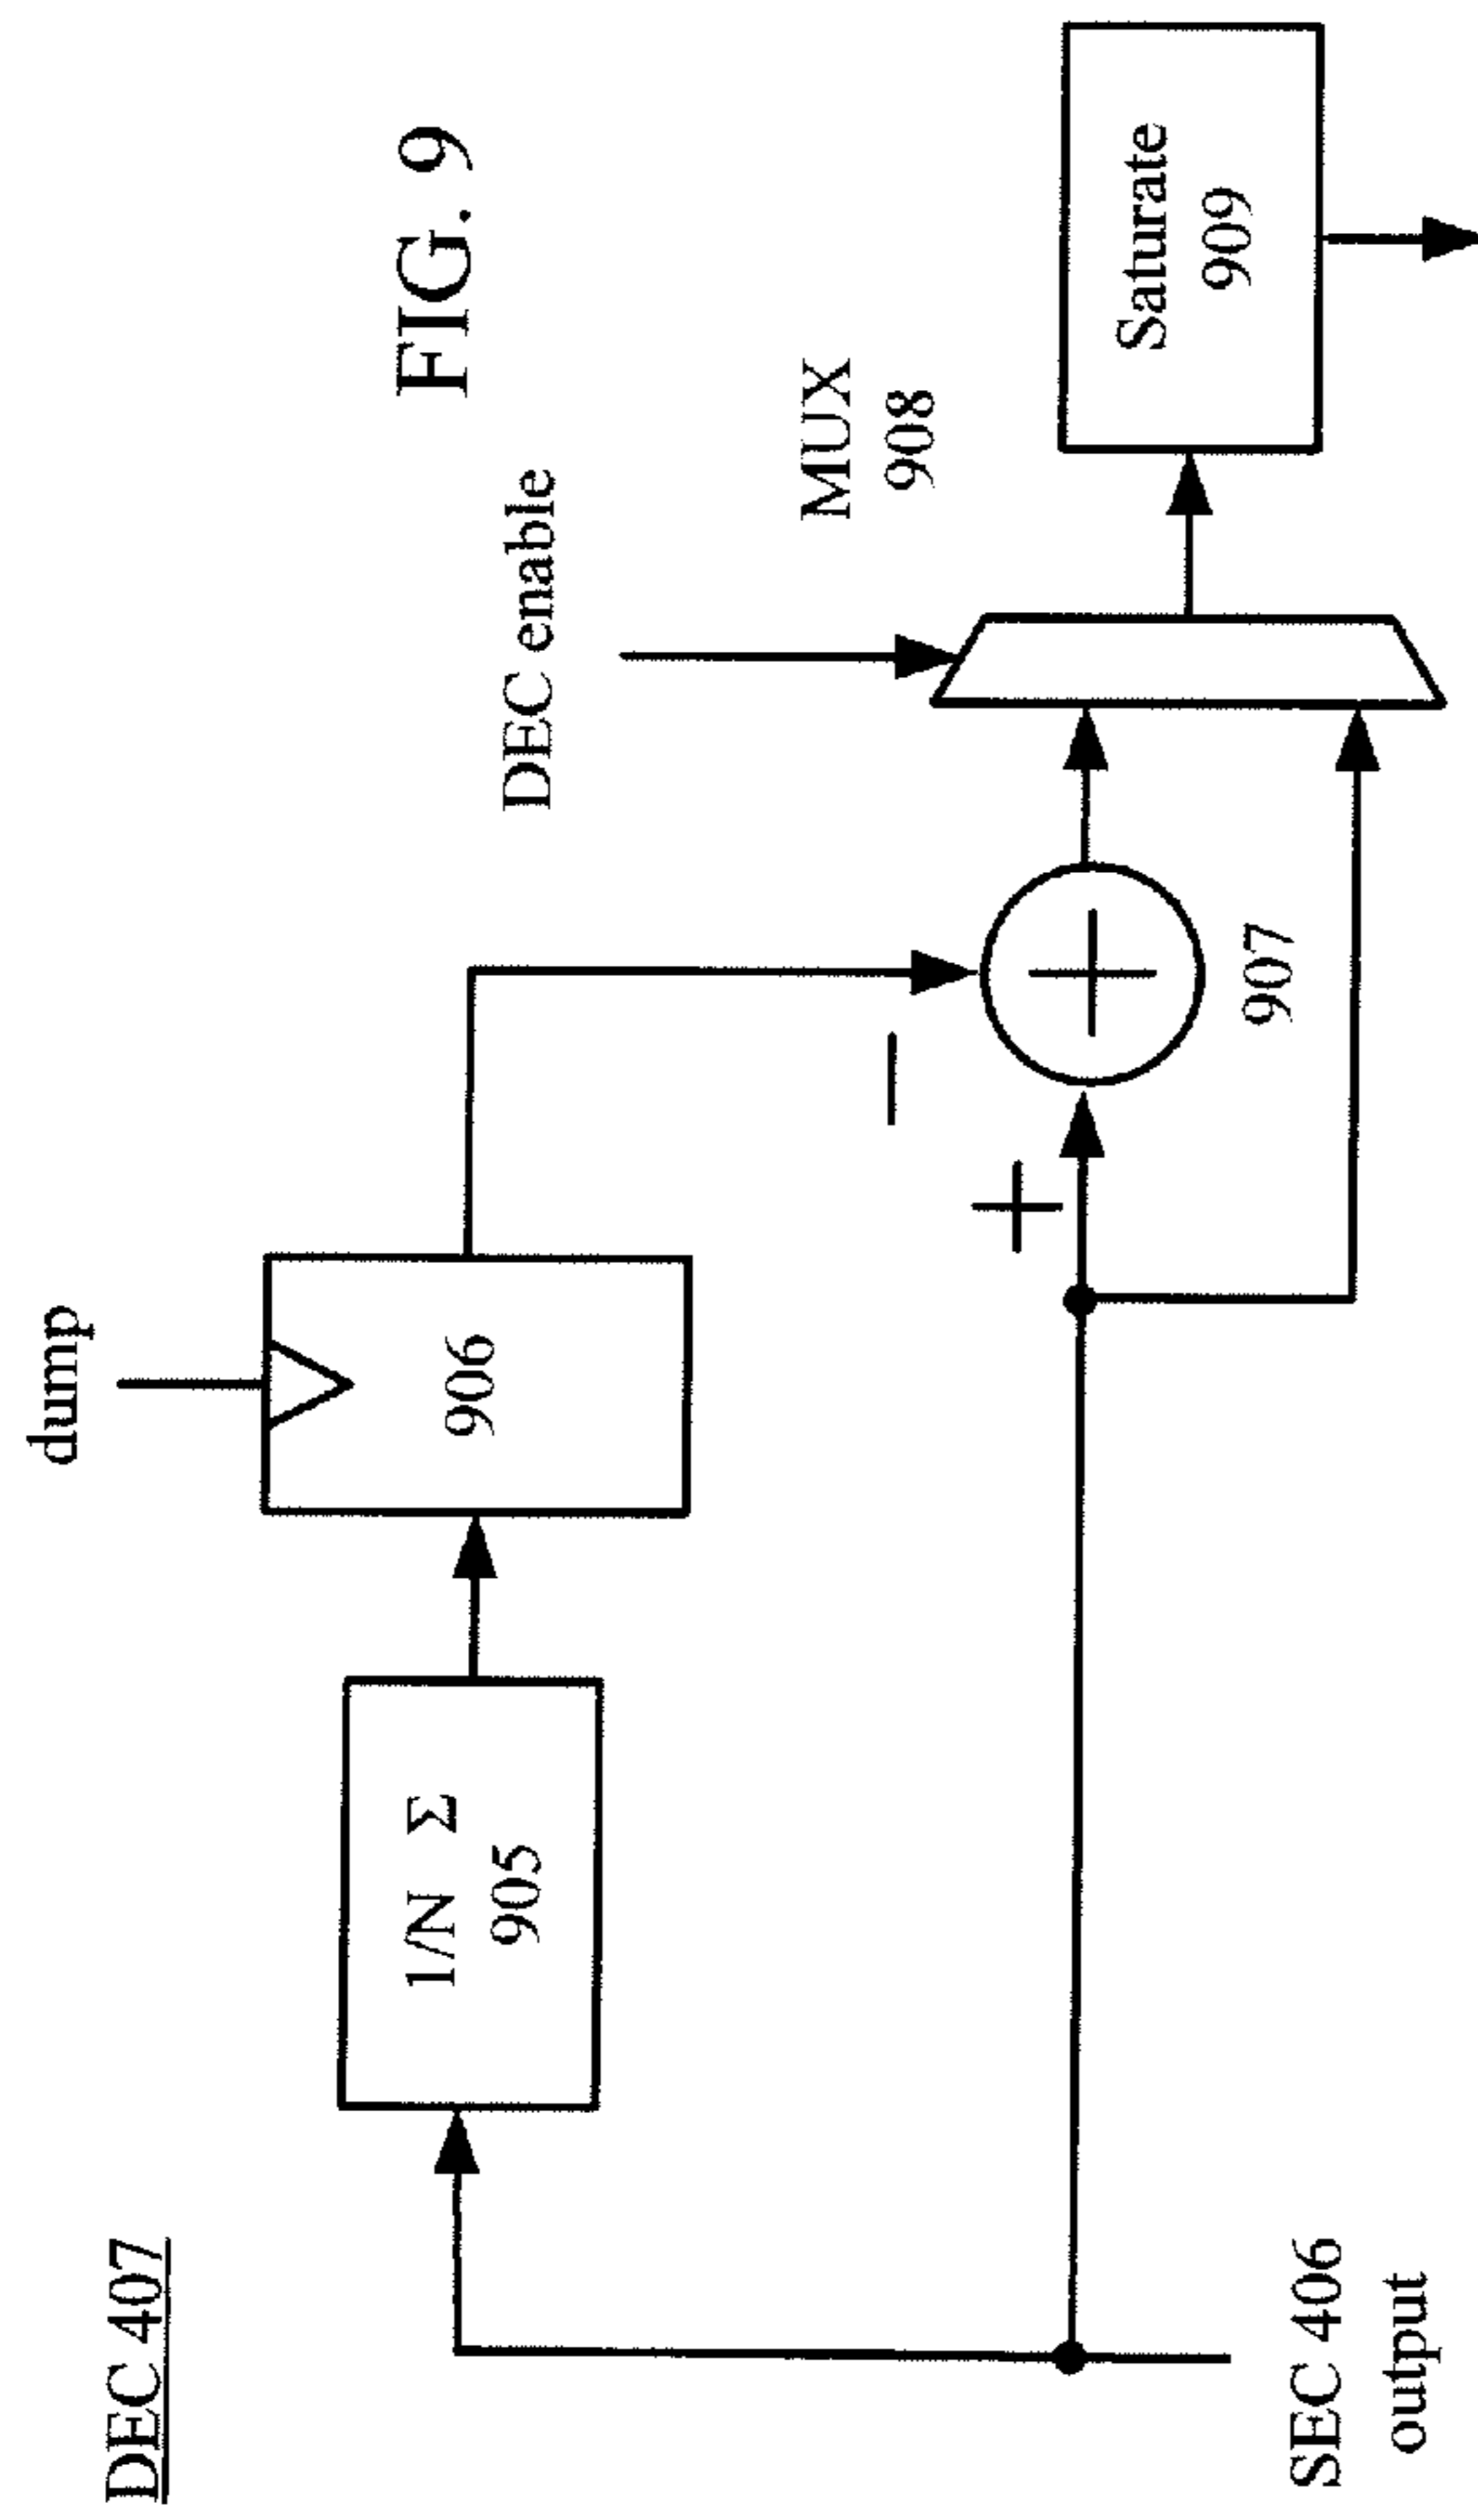 DEC 407
dump
FIG. 9
DEC enable
1/N Σ
905
906
MUX
908
Saturate
909
−
+
+
907
SEC 406
output